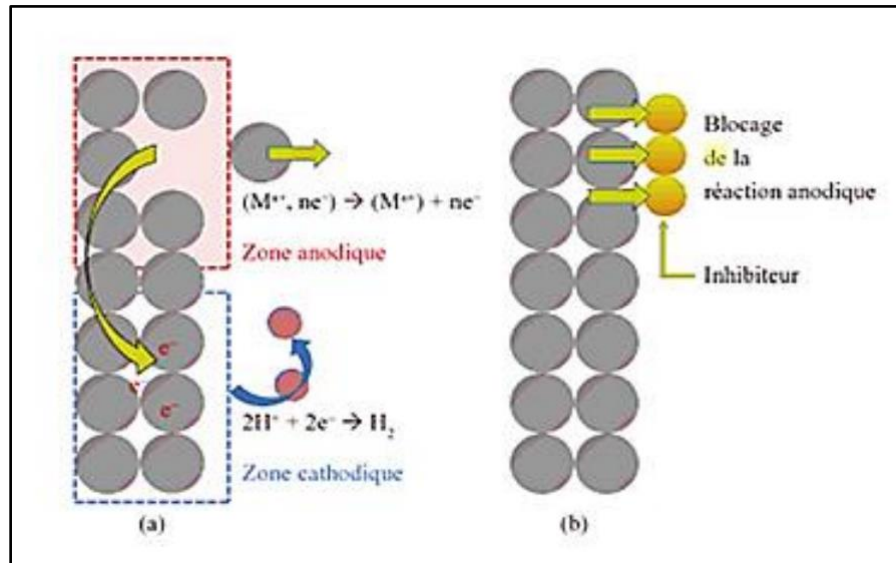 (Mⁿ⁺, ne⁻) → (Mⁿ⁺) + ne⁻
Zone anodique
e⁻
e⁻
e⁻
2H⁺ + 2e⁻ → H₂
Zone cathodique
(a)
Blocage
de la
réaction anodique
Inhibiteur
(b)